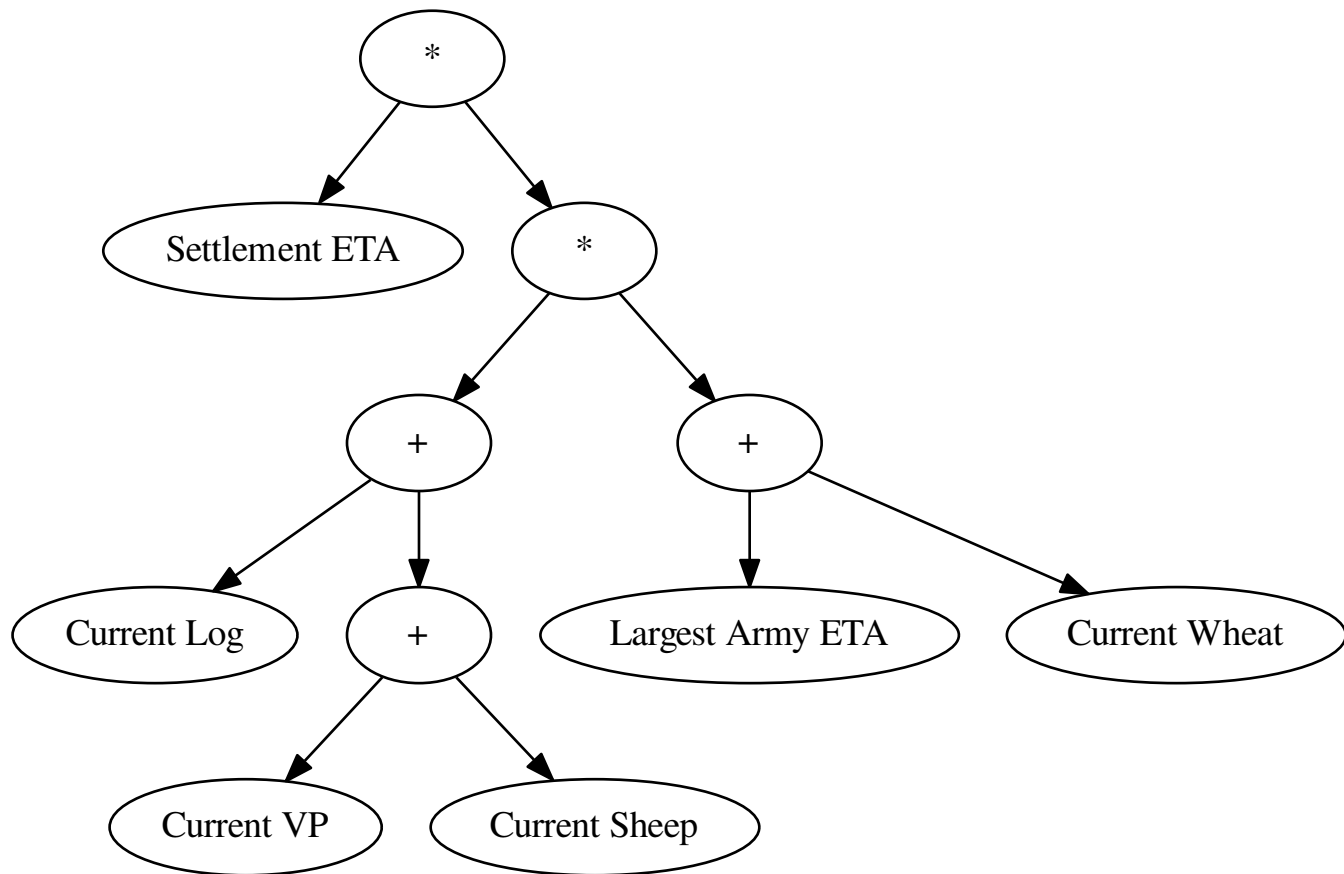 *
Settlement ETA
*
+
+
Current Log
+
Largest Army ETA
Current Wheat
Current VP
Current Sheep